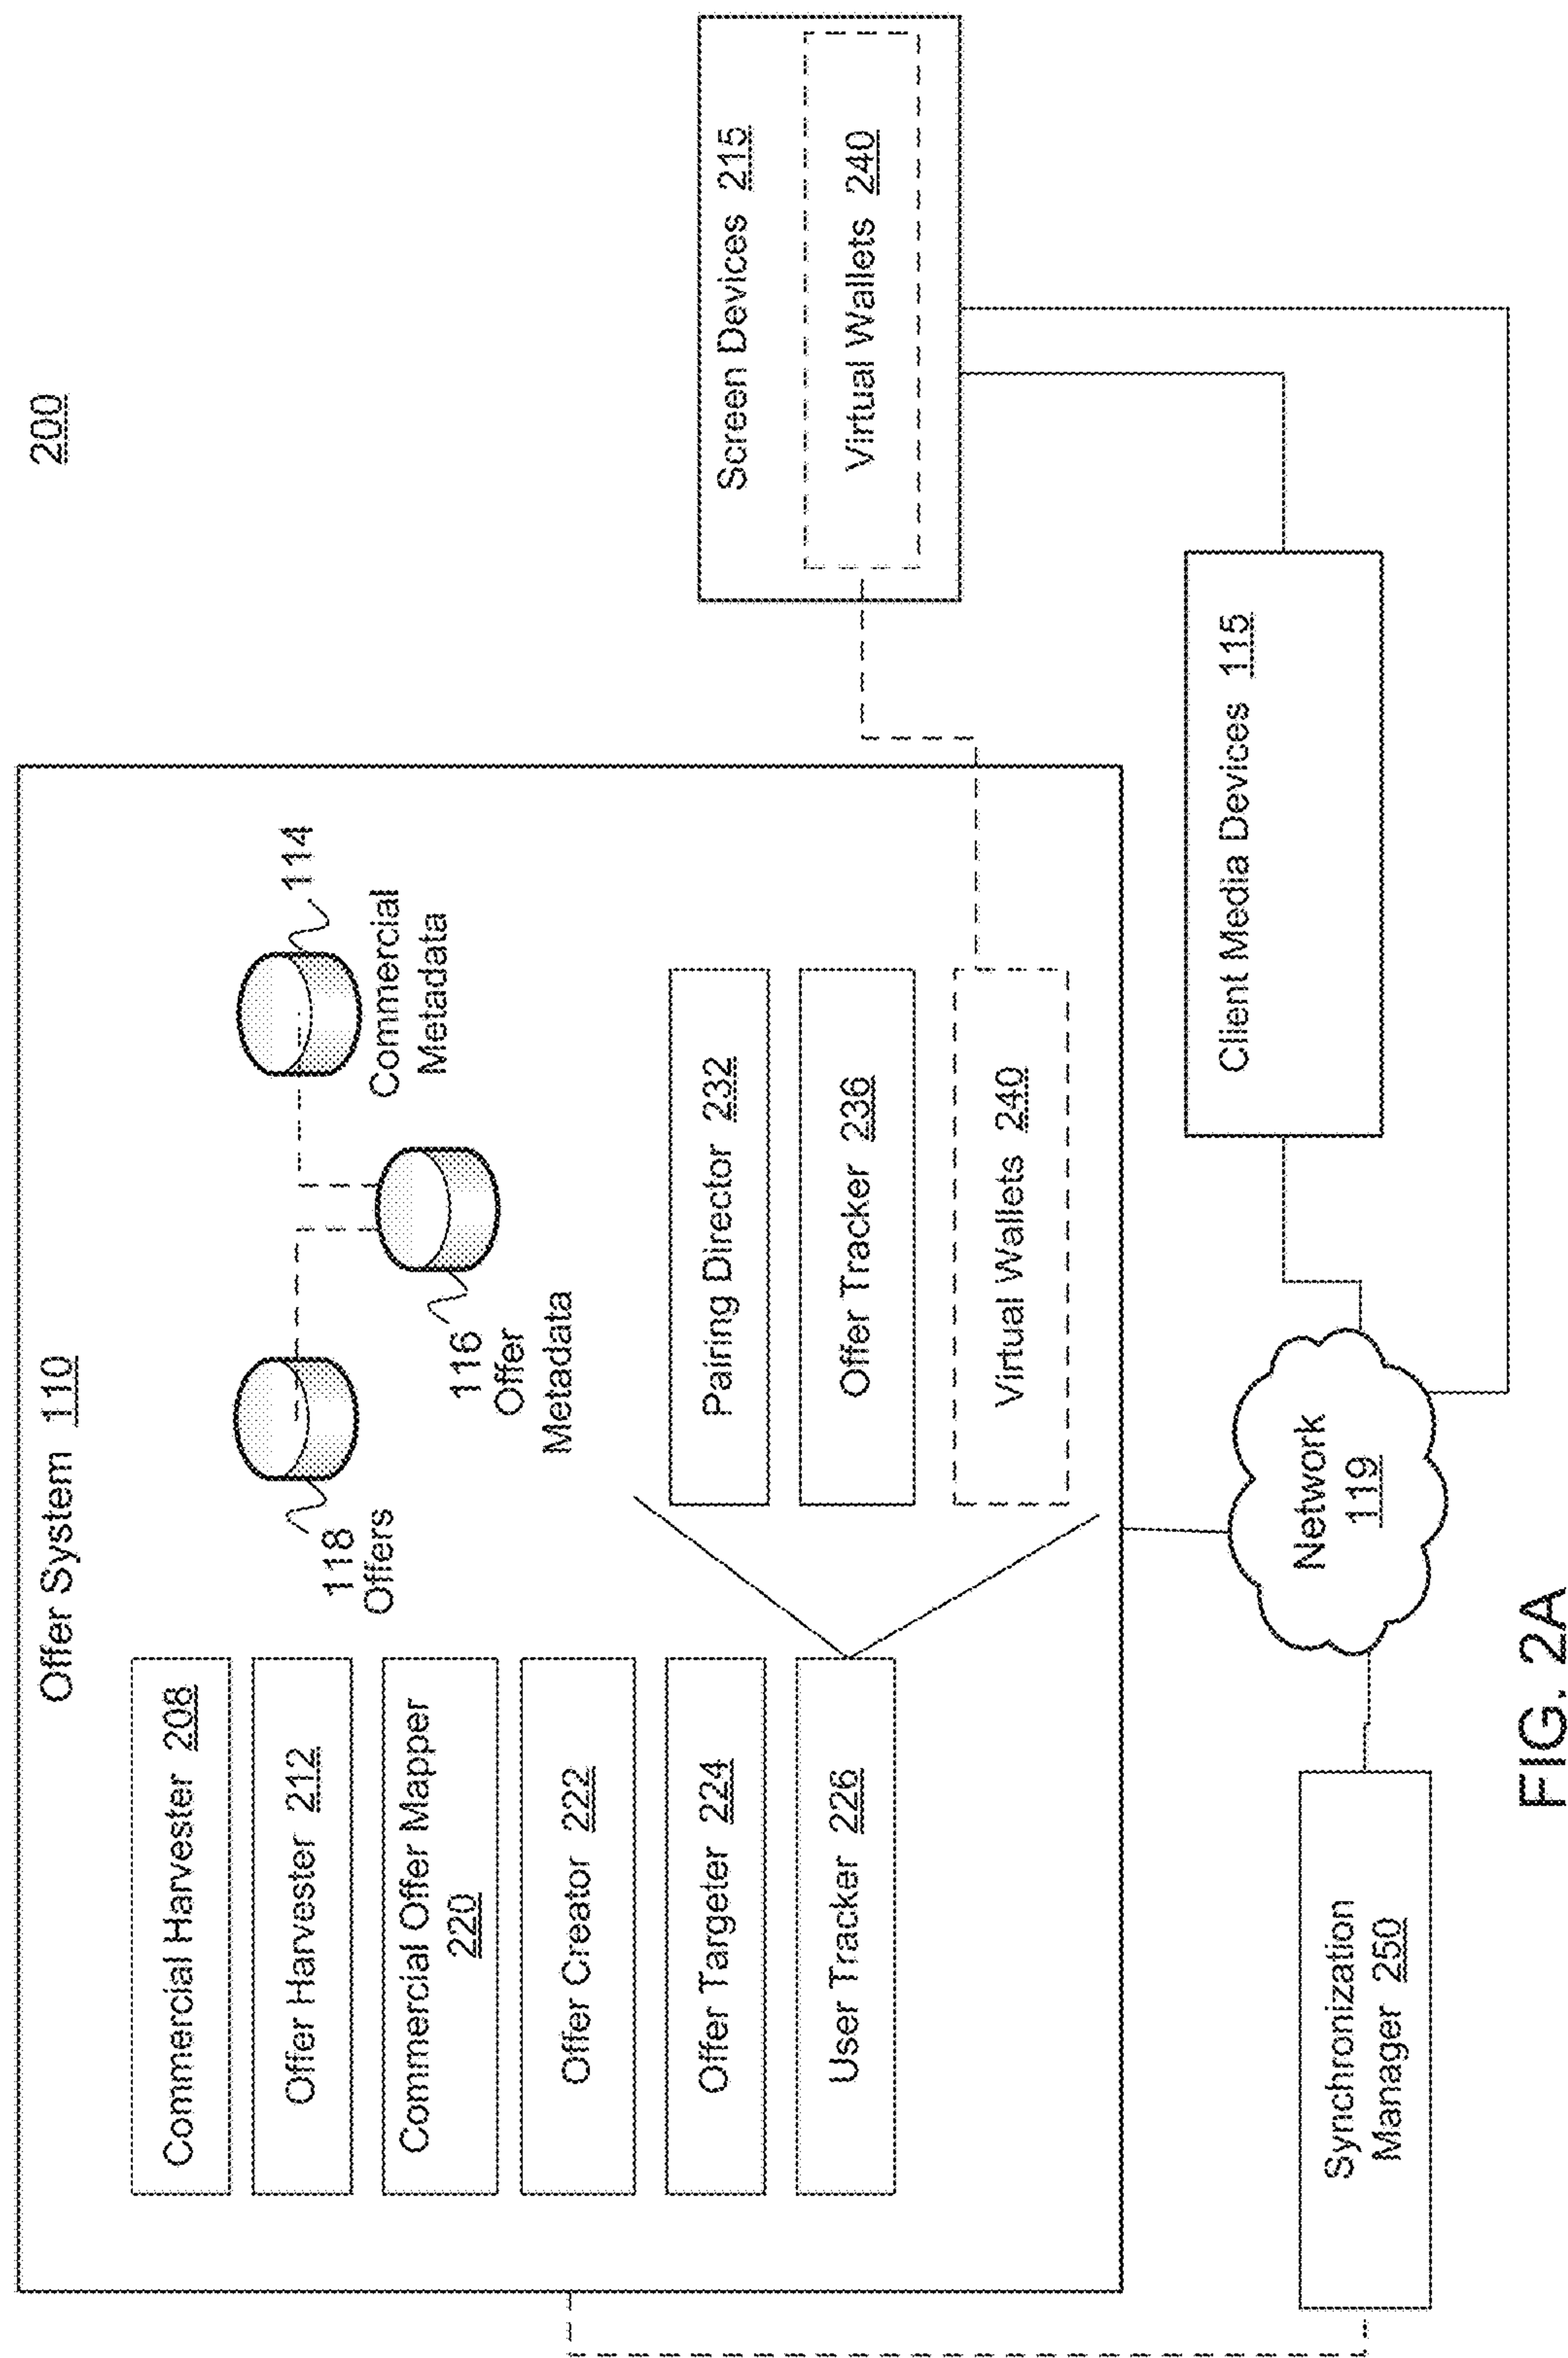 200
Offer System 110
Commercial Harvester 208
Offer Harvester 212
Commercial Offer Mapper
220
Offer Creator 222
Offer Targeter 224
User Tracker 226
118
Offers
116
Offer
Metadata
114
Commercial
Metadata
Pairing Director 232
Offer Tracker 236
Virtual Wallets 240
Screen Devices 215
Virtual Wallets 240
Client Media Devices 115
Network
119
Synchronization
Manager 250
FIG. 2A